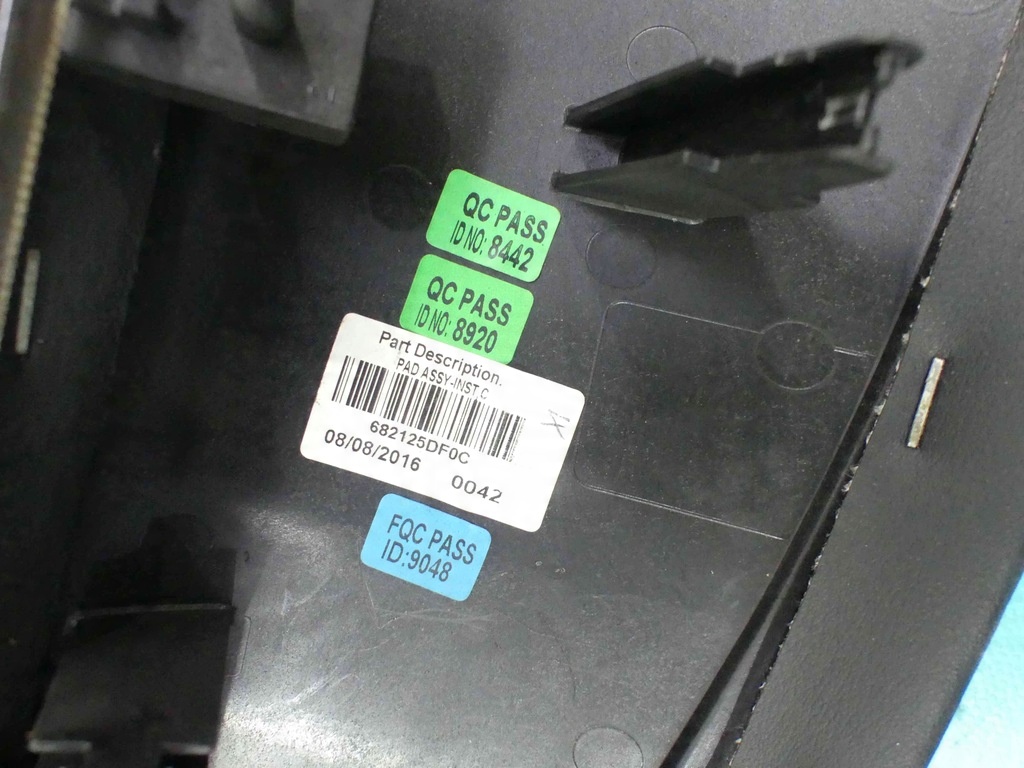 QC PASS
ID NO: 8442
QC PASS
ID NO: 8920
Part Description.
PAD ASSY-INST,C
682125DF0C
08/08/2016
0042
FQC PASS
ID:9048